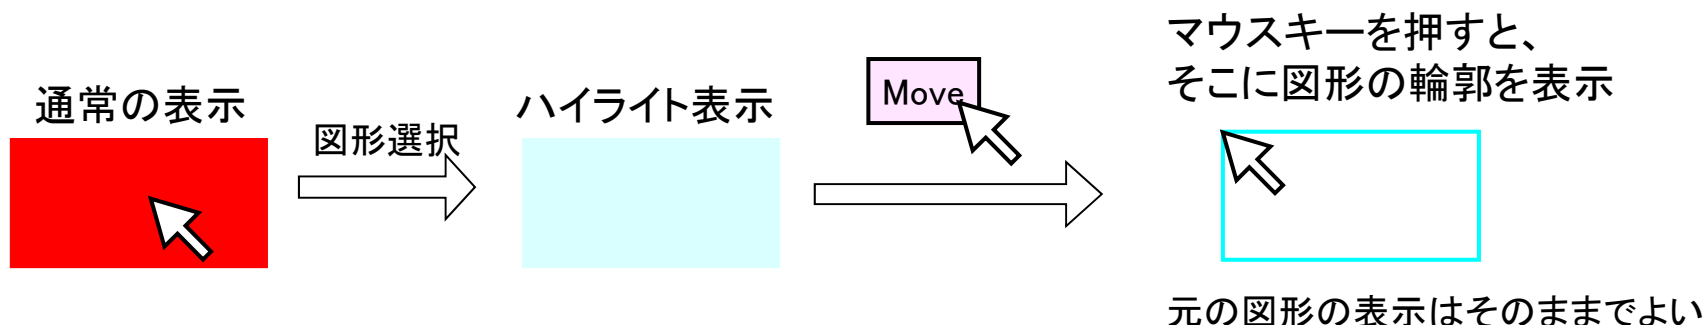 通常の表示
図形選択
ハイライト表示
Move
マウスキーを押すと、
そこに図形の輪郭を表示
元の図形の表示はそのままでよい